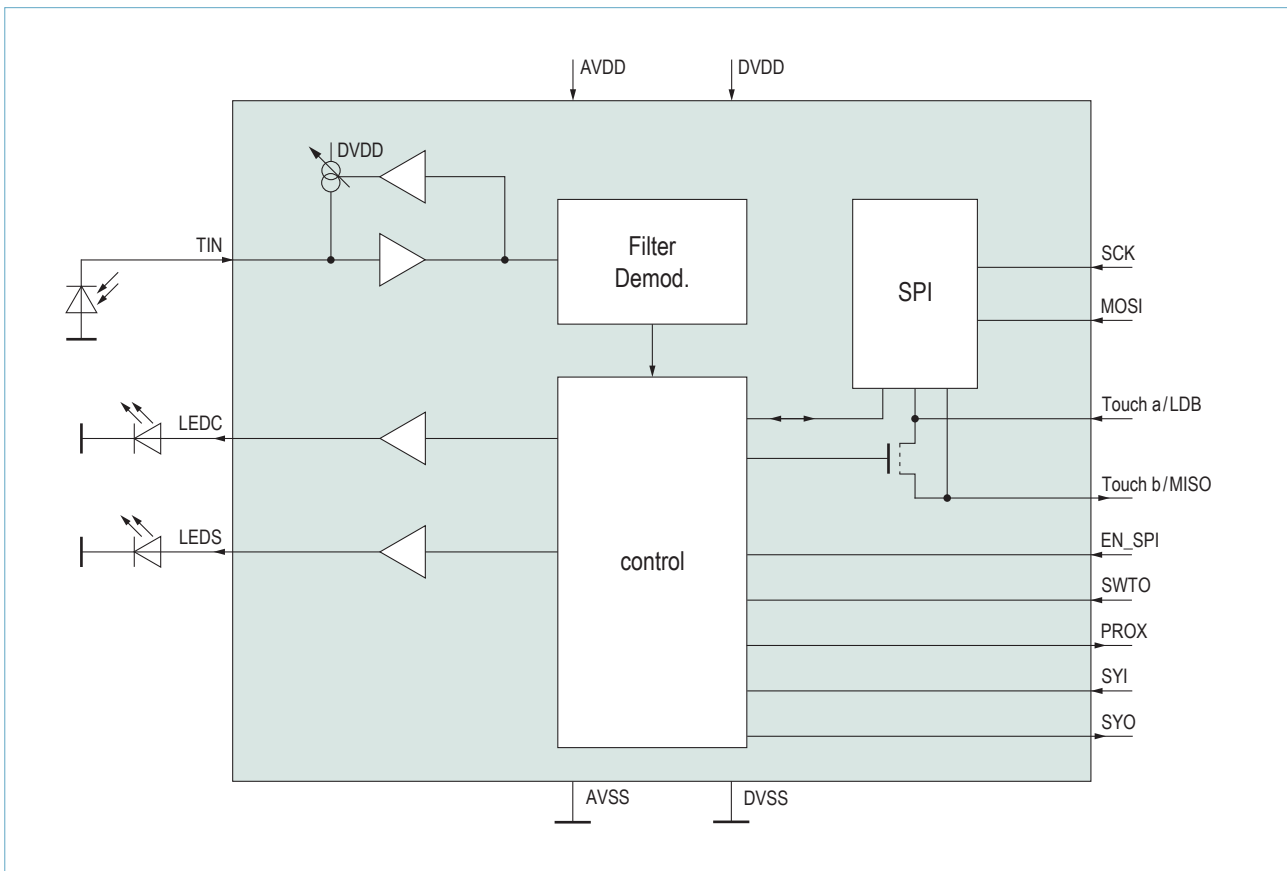 AVDD
DVDD
DVDD
TIN
Filter
Demod.
SPI
SCK
MOSI
LEDC
Touch a/LDB
Touch b/MISO
LEDS
control
EN_SPI
SWTO
PROX
SYI
SYO
AVSS
DVSS